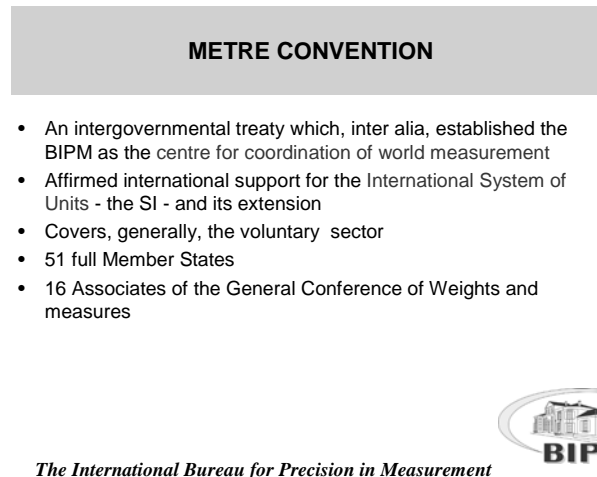 METRE CONVENTION
• An intergovernmental treaty which, inter alia, established the
BIPM as the centre for coordination of world measurement
• Affirmed international support for the International System of
Units - the SI - and its extension
• Covers, generally, the voluntary sector
• 51 full Member States
• 16 Associates of the General Conference of Weights and
measures
BIP
The International Bureau for Precision in Measurement